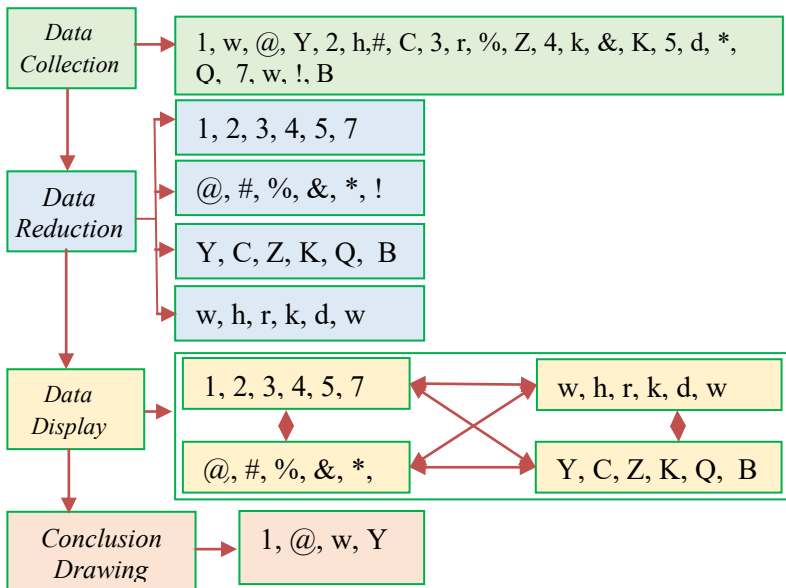 Data
Collection
1, w, @, Y, 2, h,#, C, 3, r, %, Z, 4, k, &, K, 5, d, *,
Q, 7, w, !, B
Data
Reduction
1, 2, 3, 4, 5, 7
@, #, %, &, *, !
Y, C, Z, K, Q, B
w, h, r, k, d, w
Data
Display
1, 2, 3, 4, 5, 7
w, h, r, k, d, w
@, #, %, &, *,
Y, C, Z, K, Q, B
Conclusion
Drawing
1, @, w, Y